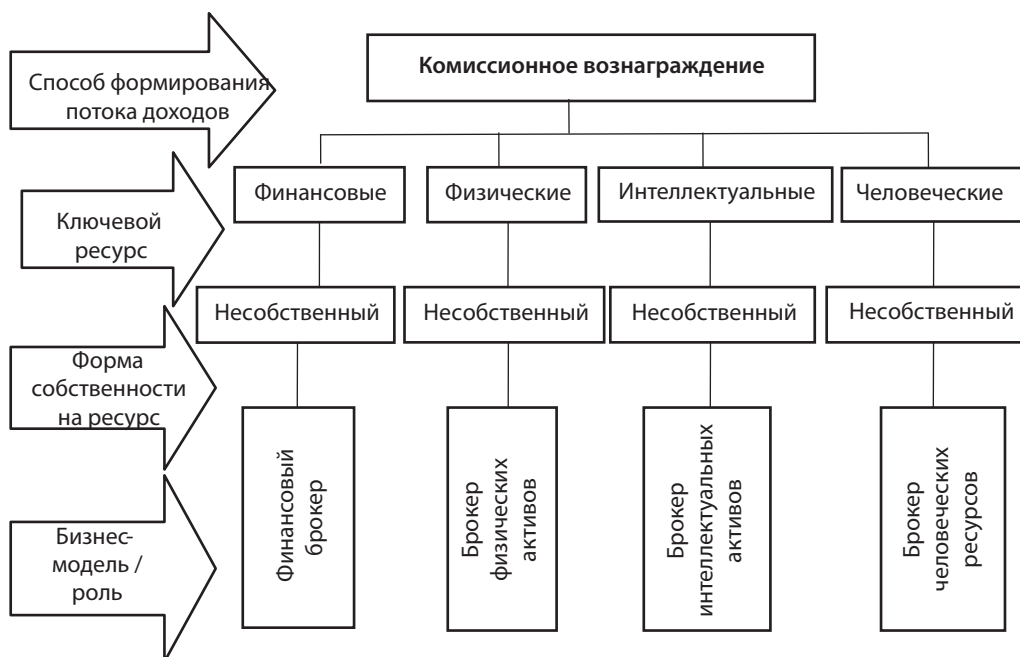 Способ формирования
потока доходов
Комиссионное вознаграждение
Ключевой
ресурс
Финансовые
Физические
Интеллектуальные
Человеческие
Форма
собственности
на ресурс
Несобственный
Несобственный
Несобственный
Несобственный
Бизнес-
модель /
роль
Финансовый
брокер
Брокер
физических
активов
Брокер
интеллектуальных
активов
Брокер
человеческих
ресурсов